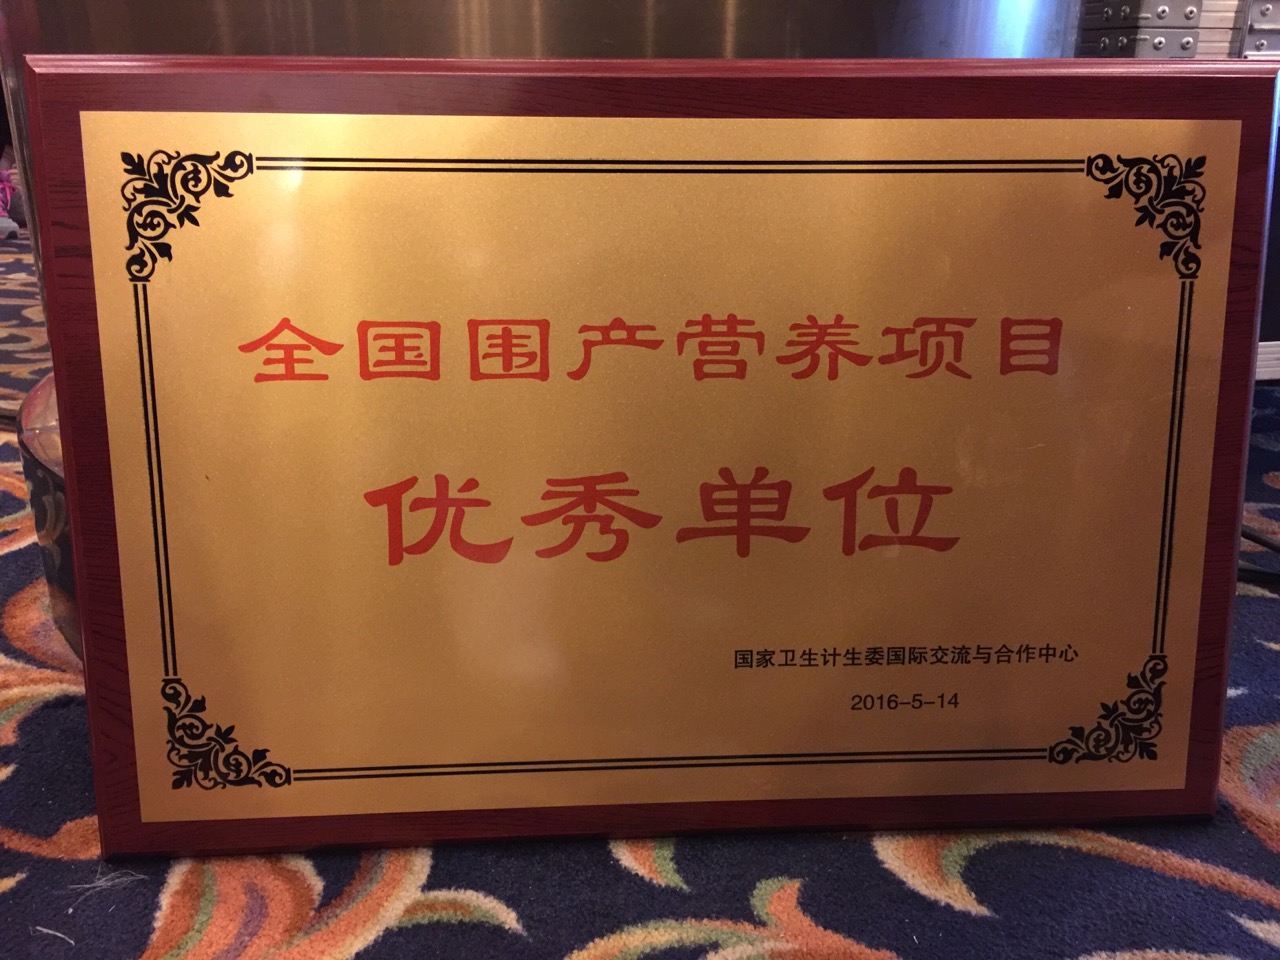 全国围产营养项目
优秀单位
国家卫生计生委国际交流与合作中心
2016-5-14